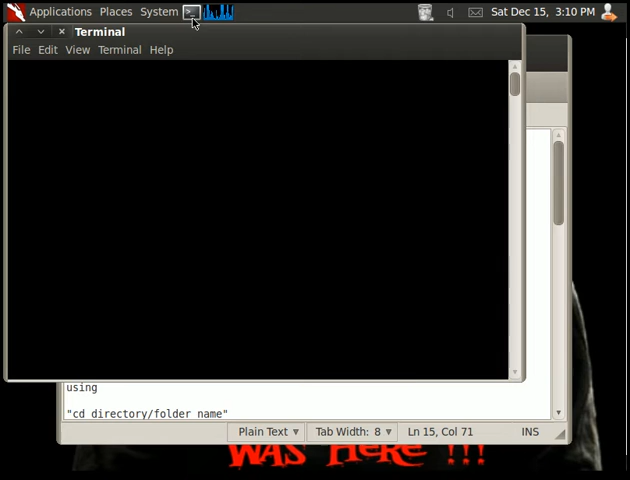 Applications Places System Sat Dec 15, 3:10 PM
Terminal
File Edit View Terminal Help
using
"cd directory/folder name"
Plain Text Tab Width: 8 Ln 15, Col 71 INS
WAS HERE !!!